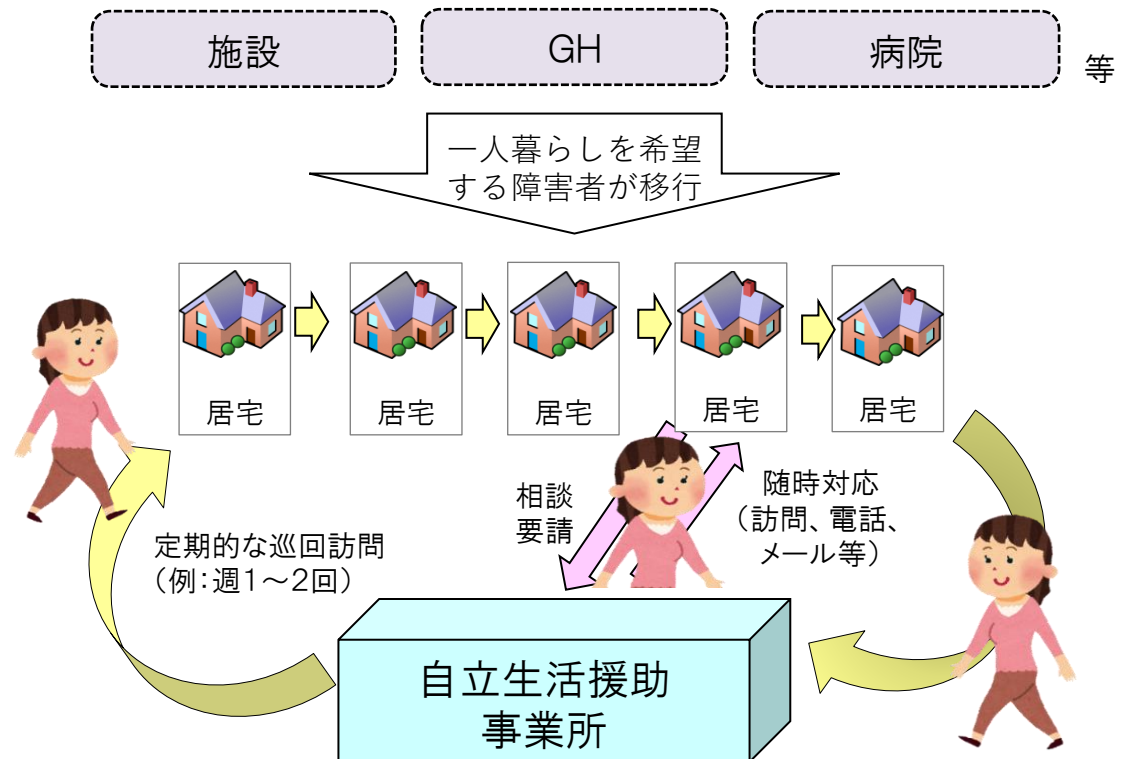 施設
GH
病院
等
一人暮らしを希望
する障害者が移行
居宅
居宅
居宅
居宅
居宅
相談
要請
随時対応
（訪問、電話、
メール等）
定期的な巡回訪問
（例：週１～２回）
自立生活援助
事業所